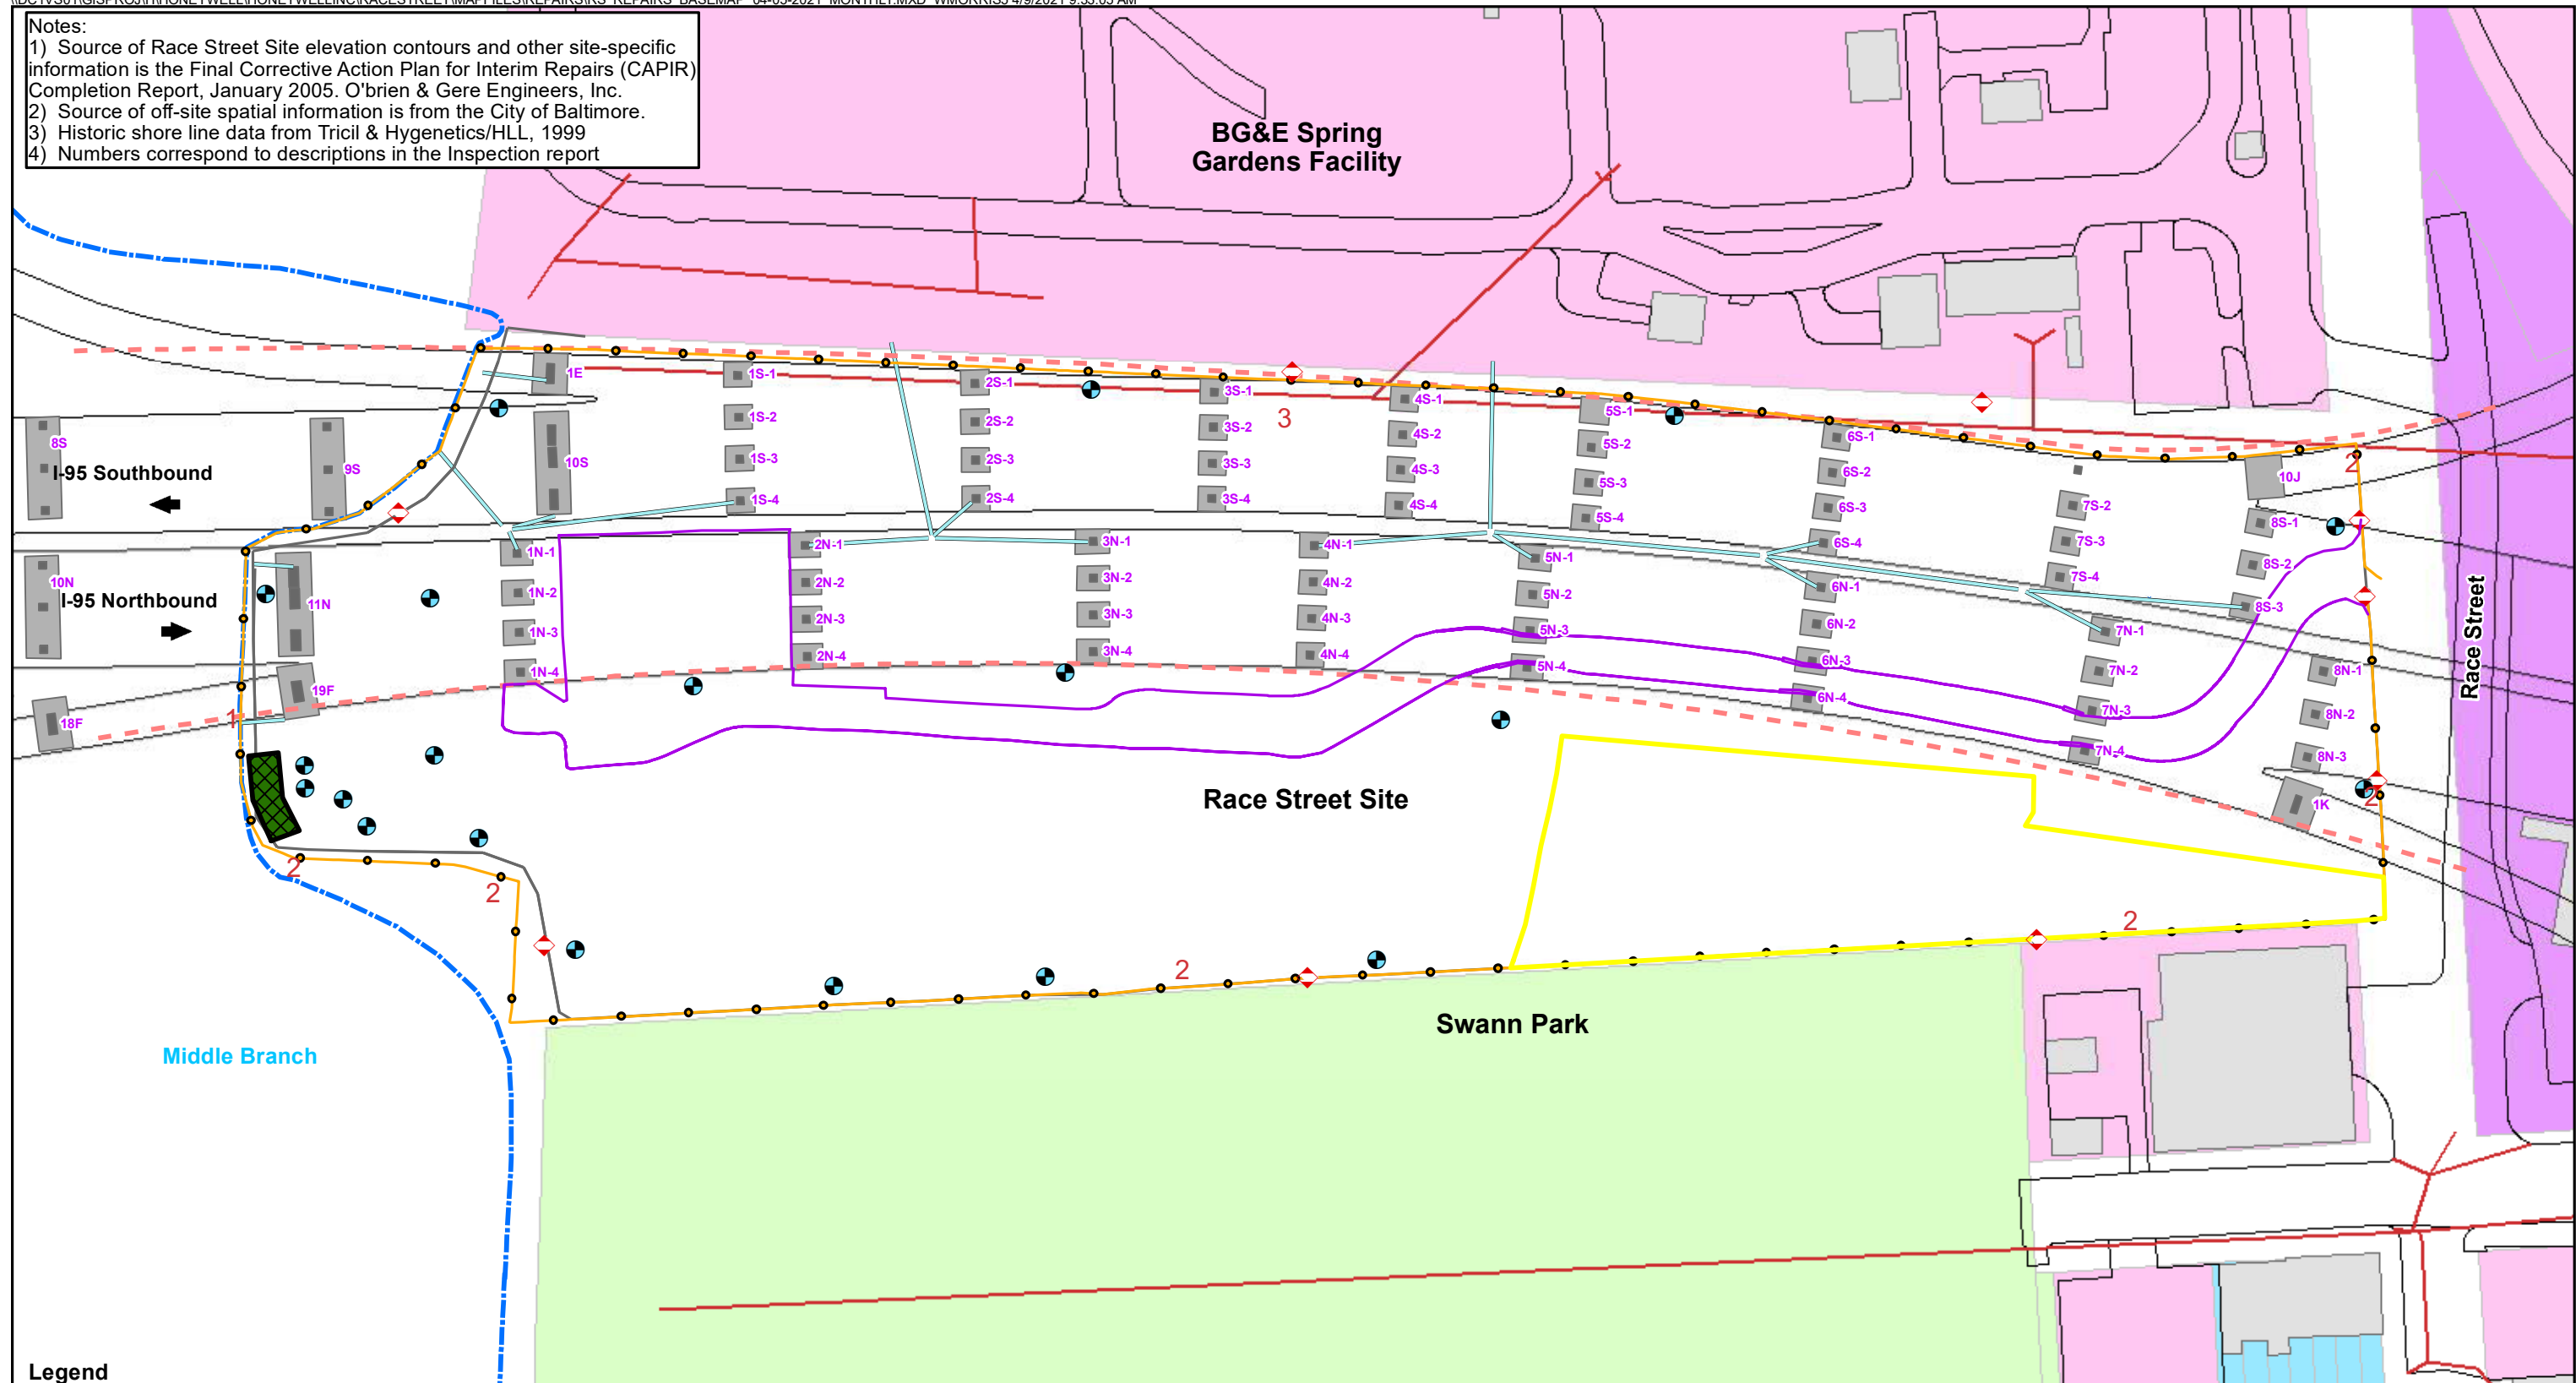 Notes:
1) Source of Race Street Site elevation contours and other site-specific
information is the Final Corrective Action Plan for Interim Repairs (CAPIR)
Completion Report, January 2005. O'brien & Gere Engineers, Inc.
2) Source of off-site spatial information is from the City of Baltimore.
3) Historic shore line data from Tricil & Hygenetics/HLL, 1999
4) Numbers correspond to descriptions in the Inspection report
BG&E Spring
Gardens Facility
1E
1S-1
2S-1
3S-1
4S-1
5S-1
3
6S-1
1S-2
2S-2
3S-2
4S-2
5S-2
8S
9S
10S
1S-3
2S-3
3S-3
4S-3
5S-3
6S-2
2
10J
I-95 Southbound
1S-4
2S-4
3S-4
4S-4
5S-4
6S-3
7S-2
8S-1
1N-1
2N-1
3N-1
4N-1
5N-1
6S-4
7S-3
8S-2
10N
I-95 Northbound
11N
1N-2
2N-2
3N-2
4N-2
5N-2
6N-1
7S-4
8S-3
1N-3
2N-3
3N-3
4N-3
5N-3
6N-2
7N-1
Race Street
1N-4
2N-4
3N-4
4N-4
5N-4
6N-3
7N-2
8N-1
18F
19F
1
6N-4
7N-3
8N-2
7N-4
8N-3
1K
2
Race Street Site
2
2
2
2
Swann Park
Middle Branch
Legend